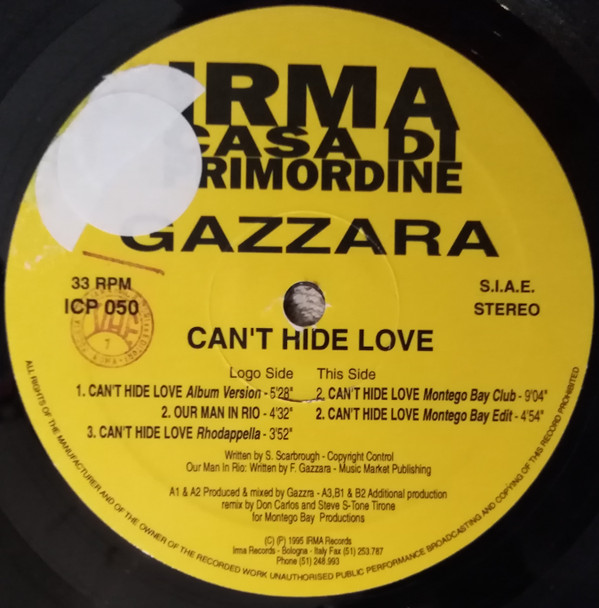 IRMA
CASA DI
PRIMORDINE
GAZZARA
33 RPM
ICP 050
S.I.A.E.
STEREO
CAN'T HIDE LOVE
Logo Side This Side
1. CAN'T HIDE LOVE Album Version - 5'28" 2. CAN'T HIDE LOVE Montego Bay Club - 9'04"
2. OUR MAN IN RIO - 4'32" 2. CAN'T HIDE LOVE Montego Bay Edit - 4'54"
3. CAN'T HIDE LOVE Rhodappella - 3'52"
Written by S. Scarbrough - Copyright Control
Our Man In Rio: Written by F. Gazzara - Music Market Publishing
A1 & A2 Produced & mixed by Gazzra - A3,B1 & B2 Additional production
remix by Don Carlos and Steve S-Tone Tirone
for Montego Bay Productions
(C) (P) 1995 IRMA Records
Irma Records - Bologna - Italy Fax (51) 253.787
Phone (51) 248.993
ALL RIGHTS OF THE MANUFACTURER AND OF THE OWNER OF THE RECORDED WORK UNAUTHORISED PUBLIC PERFORMANCE BROADCASTING AND COPYING OF THIS RECORD PROHIBITED